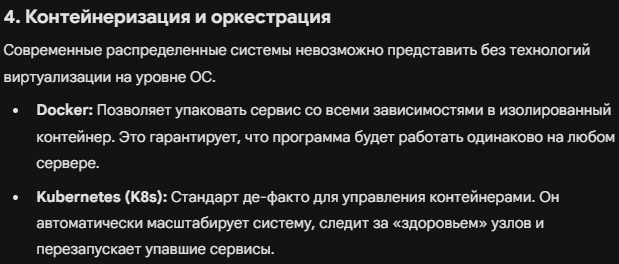 4. Контейнеризация и оркестрация
Современные распределенные системы невозможно представить без технологий
виртуализации на уровне ОС.
• Docker: Позволяет упаковать сервис со всеми зависимостями в изолированный
контейнер. Это гарантирует, что программа будет работать одинаково на любом
сервере.
• Kubernetes (K8s): Стандарт де-факто для управления контейнерами. Он
автоматически масштабирует систему, следит за «здоровьем» узлов и
перезапускает упавшие сервисы.